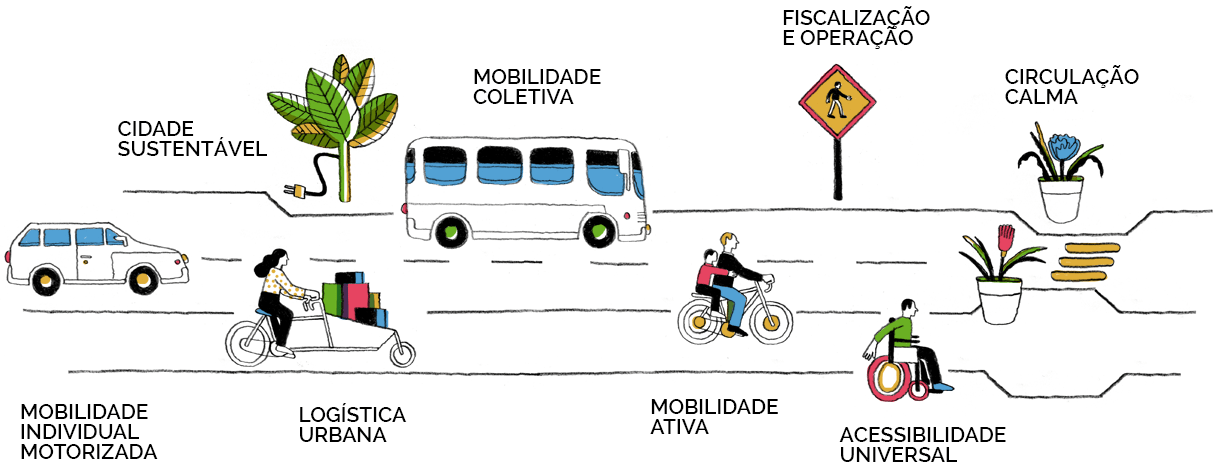 FISCALIZAÇÃO
E OPERAÇÃO
MOBILIDADE
COLETIVA
CIRCULAÇÃO
CALMA
CIDADE
SUSTENTÁVEL
MOBILIDADE
INDIVIDUAL
MOTORIZADA
LOGÍSTICA
URBANA
MOBILIDADE
ATIVA
ACESSIBILIDADE
UNIVERSAL